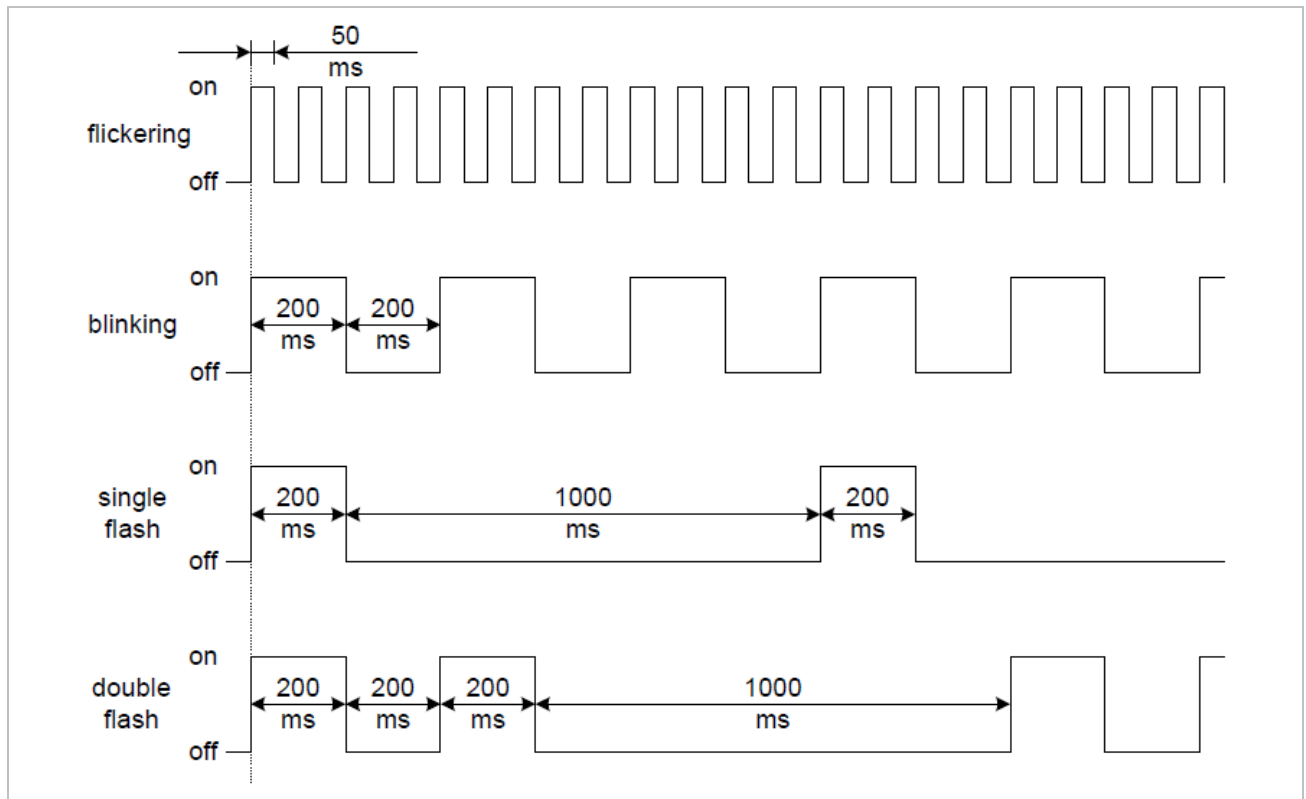 50
ms
on
flickering
off
on
200 200
blinking
ms ms
off
on
single
200 1000 200
flash
ms ms ms
off
on
double
200 200 200 1000
flash
ms ms ms ms
off